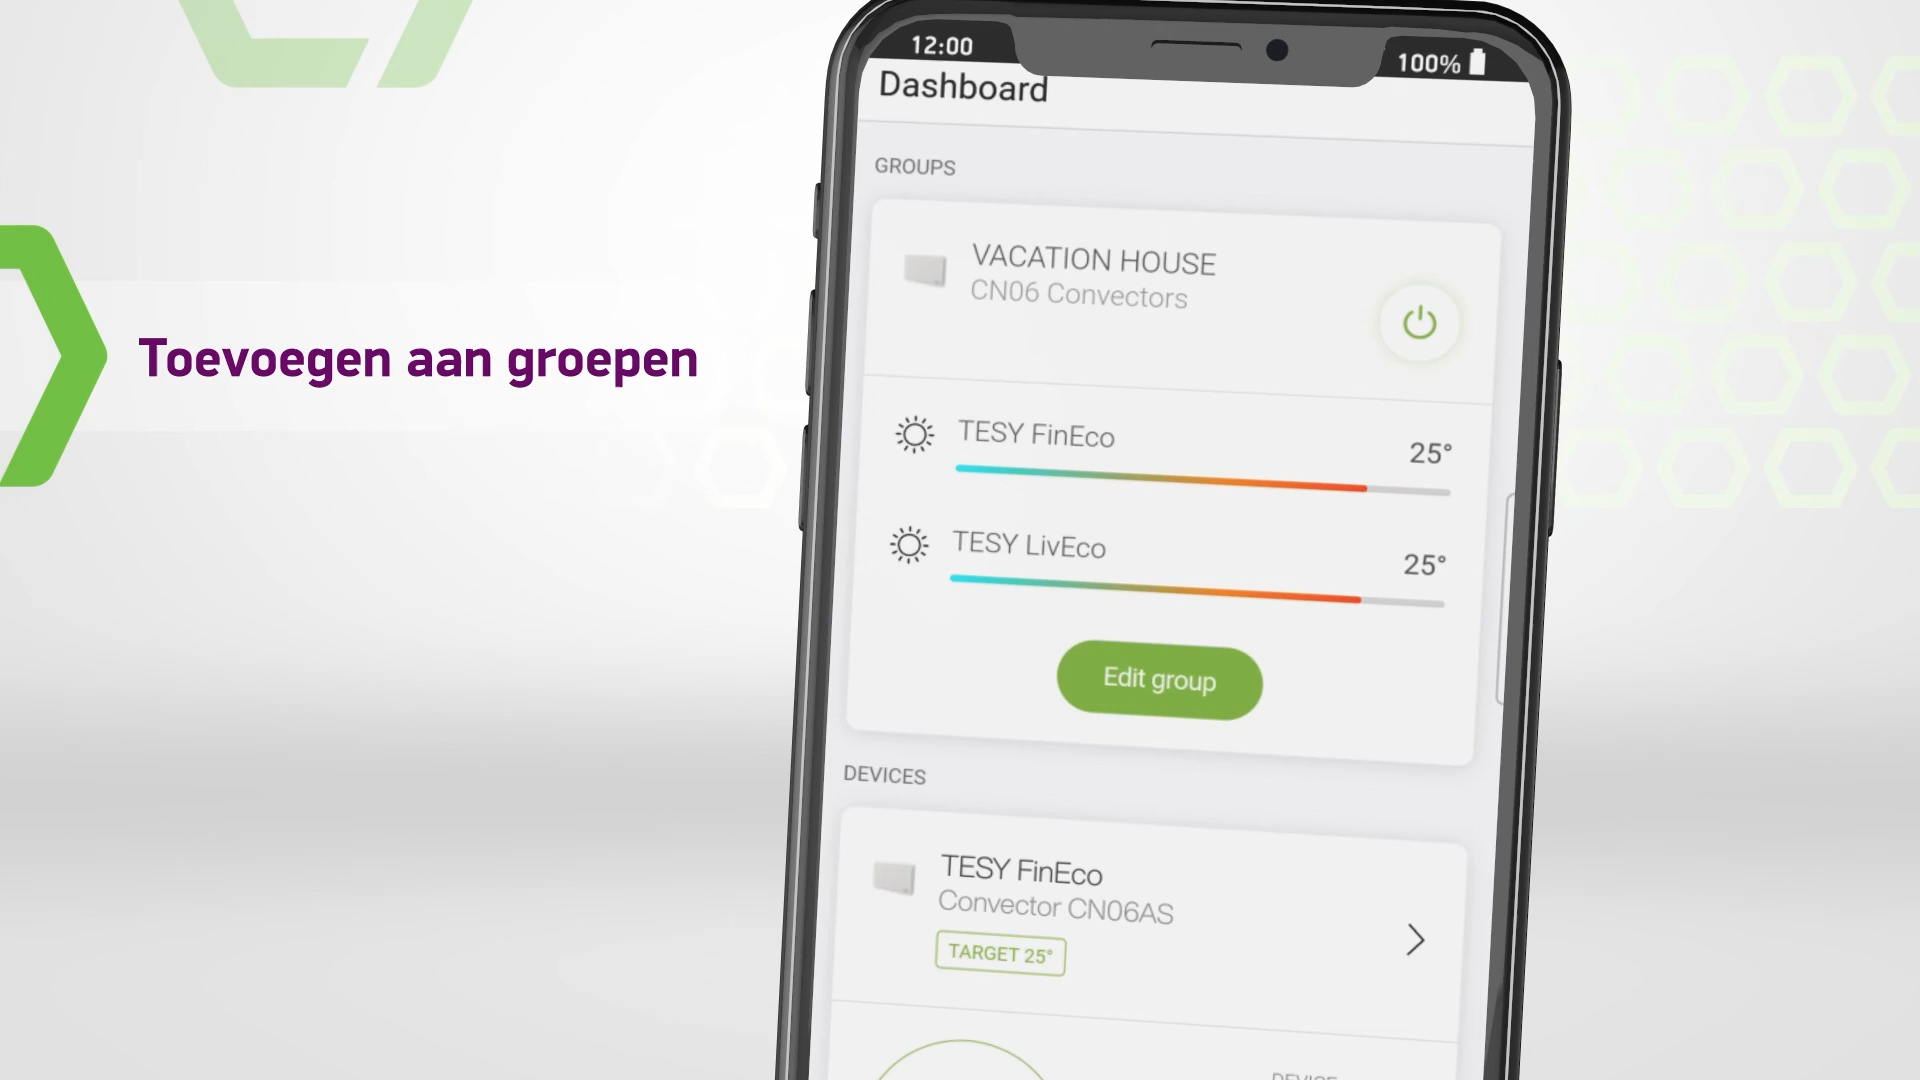 12:00
100%
Dashboard
GROUPS
VACATION HOUSE
CN06 Convectors
Toevoegen aan groepen
TESY FinEco
25°
TESY LivEco
25°
Edit group
DEVICES
TESY FinEco
Convector CN06AS
TARGET 25°
DEVICE